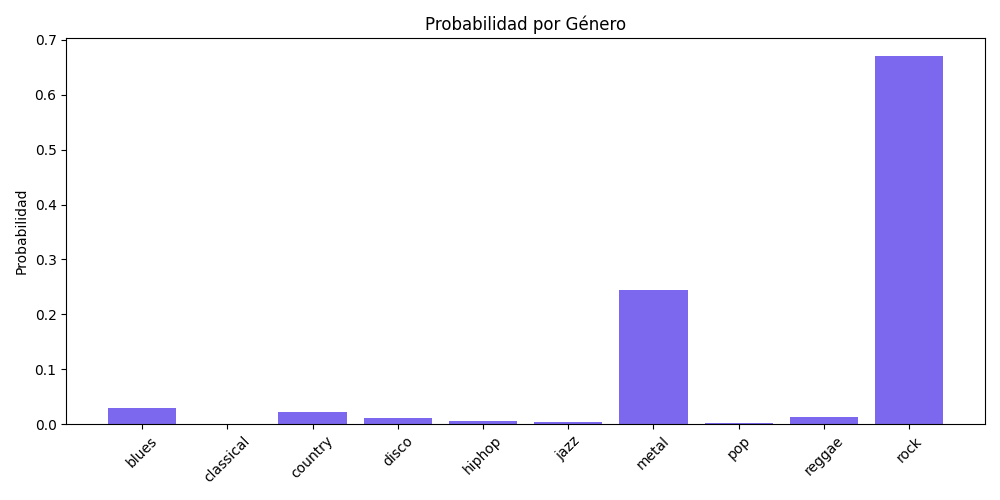 Probabilidad por Género
Probabilidad
0.7
0.6
0.5
0.4
0.3
0.2
0.1
0.0
blues
classical
country
disco
hiphop
jazz
metal
pop
reggae
rock